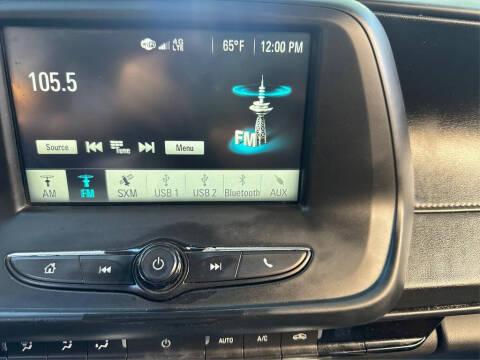 4G LTE 65°F 12:00 PM
105.5
FM
Source Menu
AM FM SXM USB 1 USB 2 Bluetooth AUX
AUTO A/C